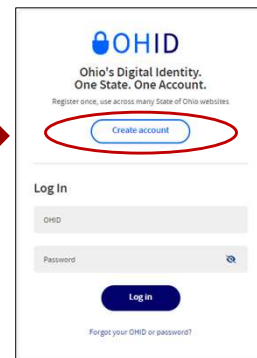 OHID
Ohio's Digital Identity.
One State. One Account.
Register once, use across many State of Ohio websites
Create account
Log In
OHID
Password
Log in
Forgot your OHID or password?